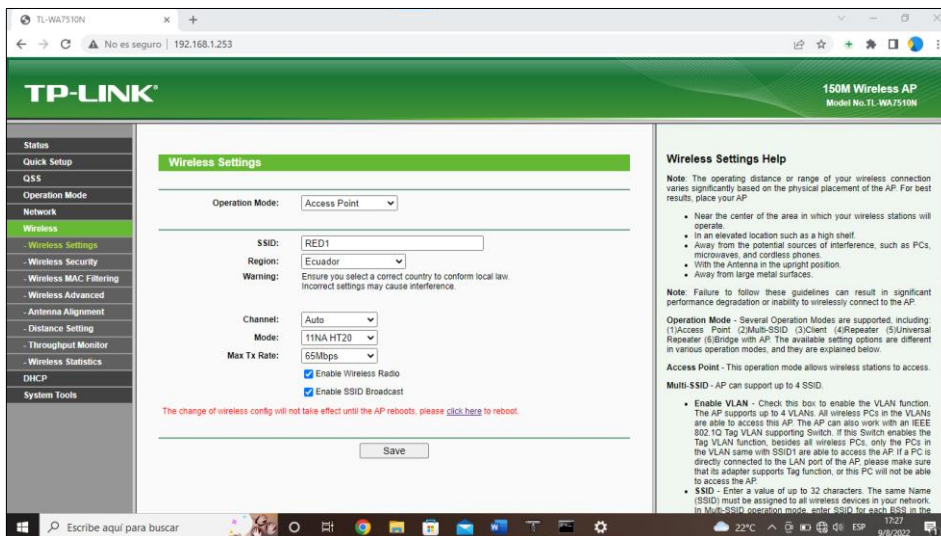 TL-WA7510N
No es seguro | 192.168.1.253
TP-LINK®
150M Wireless AP
Model No.TL-WA7510N
Status
Quick Setup
QSS
Operation Mode
Network
Wireless
- Wireless Settings
- Wireless Security
- Wireless MAC Filtering
- Wireless Advanced
- Antenna Alignment
- Distance Setting
- Throughput Monitor
- Wireless Statistics
DHCP
System Tools
Wireless Settings
Operation Mode: Access Point
SSID: RED1
Region: Ecuador
Warning: Ensure you select a correct country to conform local law.
Incorrect settings may cause interference.
Channel: Auto
Mode: 11NA HT20
Max Tx Rate: 65Mbps
Enable Wireless Radio
Enable SSID Broadcast
The change of wireless config will not take effect until the AP reboots, please click here to reboot.
Save
Wireless Settings Help
Note: The operating distance or range of your wireless connection
varies significantly based on the physical placement of the AP. For best
results, place your AP
• Near the center of the area in which your wireless stations will
operate.
• In an elevated location such as a high shelf.
• Away from the potential sources of interference, such as PCs,
microwaves, and cordless phones.
• With the Antenna in the upright position.
• Away from large metal surfaces.
Note: Failure to follow these guidelines can result in significant
performance degradation or inability to wirelessly connect to the AP.
Operation Mode - Several Operation Modes are supported, including:
(1)Access Point (2)Multi-SSID (3)Client (4)Repeater (5)Universal
Repeater (6)Bridge with AP. The available setting options are different
in various operation modes, and they are explained below.
Access Point - This operation mode allows wireless stations to access.
Multi-SSID - AP can support up to 4 SSID.
• Enable VLAN - Check this box to enable the VLAN function.
The AP supports up to 4 VLANs. All wireless PCs in the VLANs
are able to access this AP. The AP can also work with an IEEE
802.1Q Tag VLAN supporting Switch. If this Switch enables the
Tag VLAN function, besides all wireless PCs, only the PCs in
the VLAN same with SSID1 are able to access the AP. If a PC is
directly connected to the LAN port of the AP, please make sure
that its adapter supports Tag function, or this PC will not be able
to access the AP.
• SSID - Enter a value of up to 32 characters. The same Name
(SSID) must be assigned to all wireless devices in your network.
In Multi-SSID operation mode, enter SSID for each BSS in the
Escribe aquí para buscar
22°C
ESP
17:27
9/8/2022